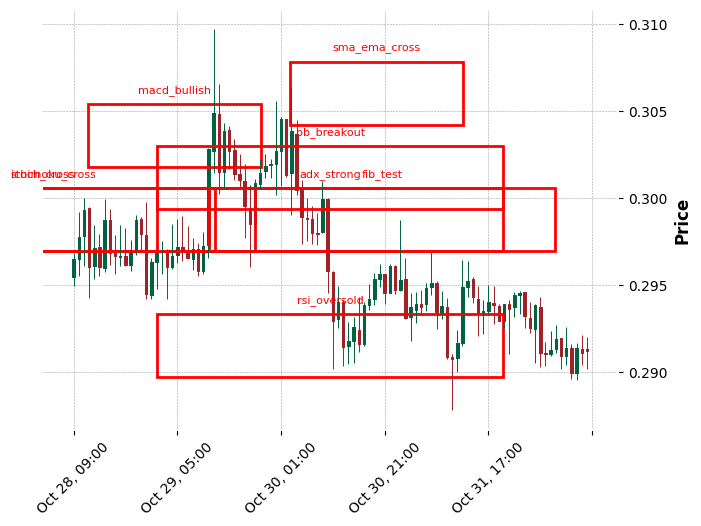 0.310
sma_ema_cross
macd_bullish
0.305
bb_breakout
adx_strong
fib_test
0.300
Price
0.295
rsi_oversold
0.290
Oct 28, 09:00
Oct 29, 05:00
Oct 30, 01:00
Oct 30, 21:00
Oct 31, 17:00